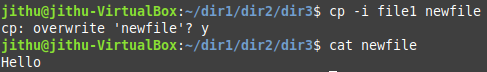 jithu@jithu-VirtualBox:~/dir1/dir2/dir3$ cp -i file1 newfile
cp: overwrite 'newfile'? y
jithu@jithu-VirtualBox:~/dir1/dir2/dir3$ cat newfile
Hello